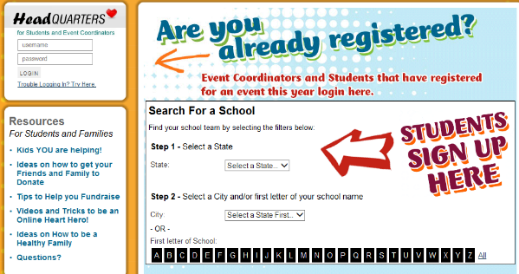 HeadQUARTERS
for Students and Event Coordinators
username
password
LOGIN
Trouble Logging In? Try Here.
Resources
For Students and Families
Kids YOU are helping!
Ideas on how to get your
Friends and Family to
Donate
Tips to Help you Fundraise
Videos and Tricks to be an
Online Heart Hero!
Ideas on How to be a
Healthy Family
Questions?
Are you
already registered?
Event Coordinators and Students that have registered
for an event this year login here.
Search For a School
Find your school team by selecting the filters below.
Step 1 - Select a State
State: Select a State...
Step 2 - Select a City and/or first letter of your school name
City: Select a State First...
- OR -
First letter of School:
A B C D E F G H I J K L M N O P Q R S T U V W X Y Z All
STUDENTS
SIGN UP
HERE